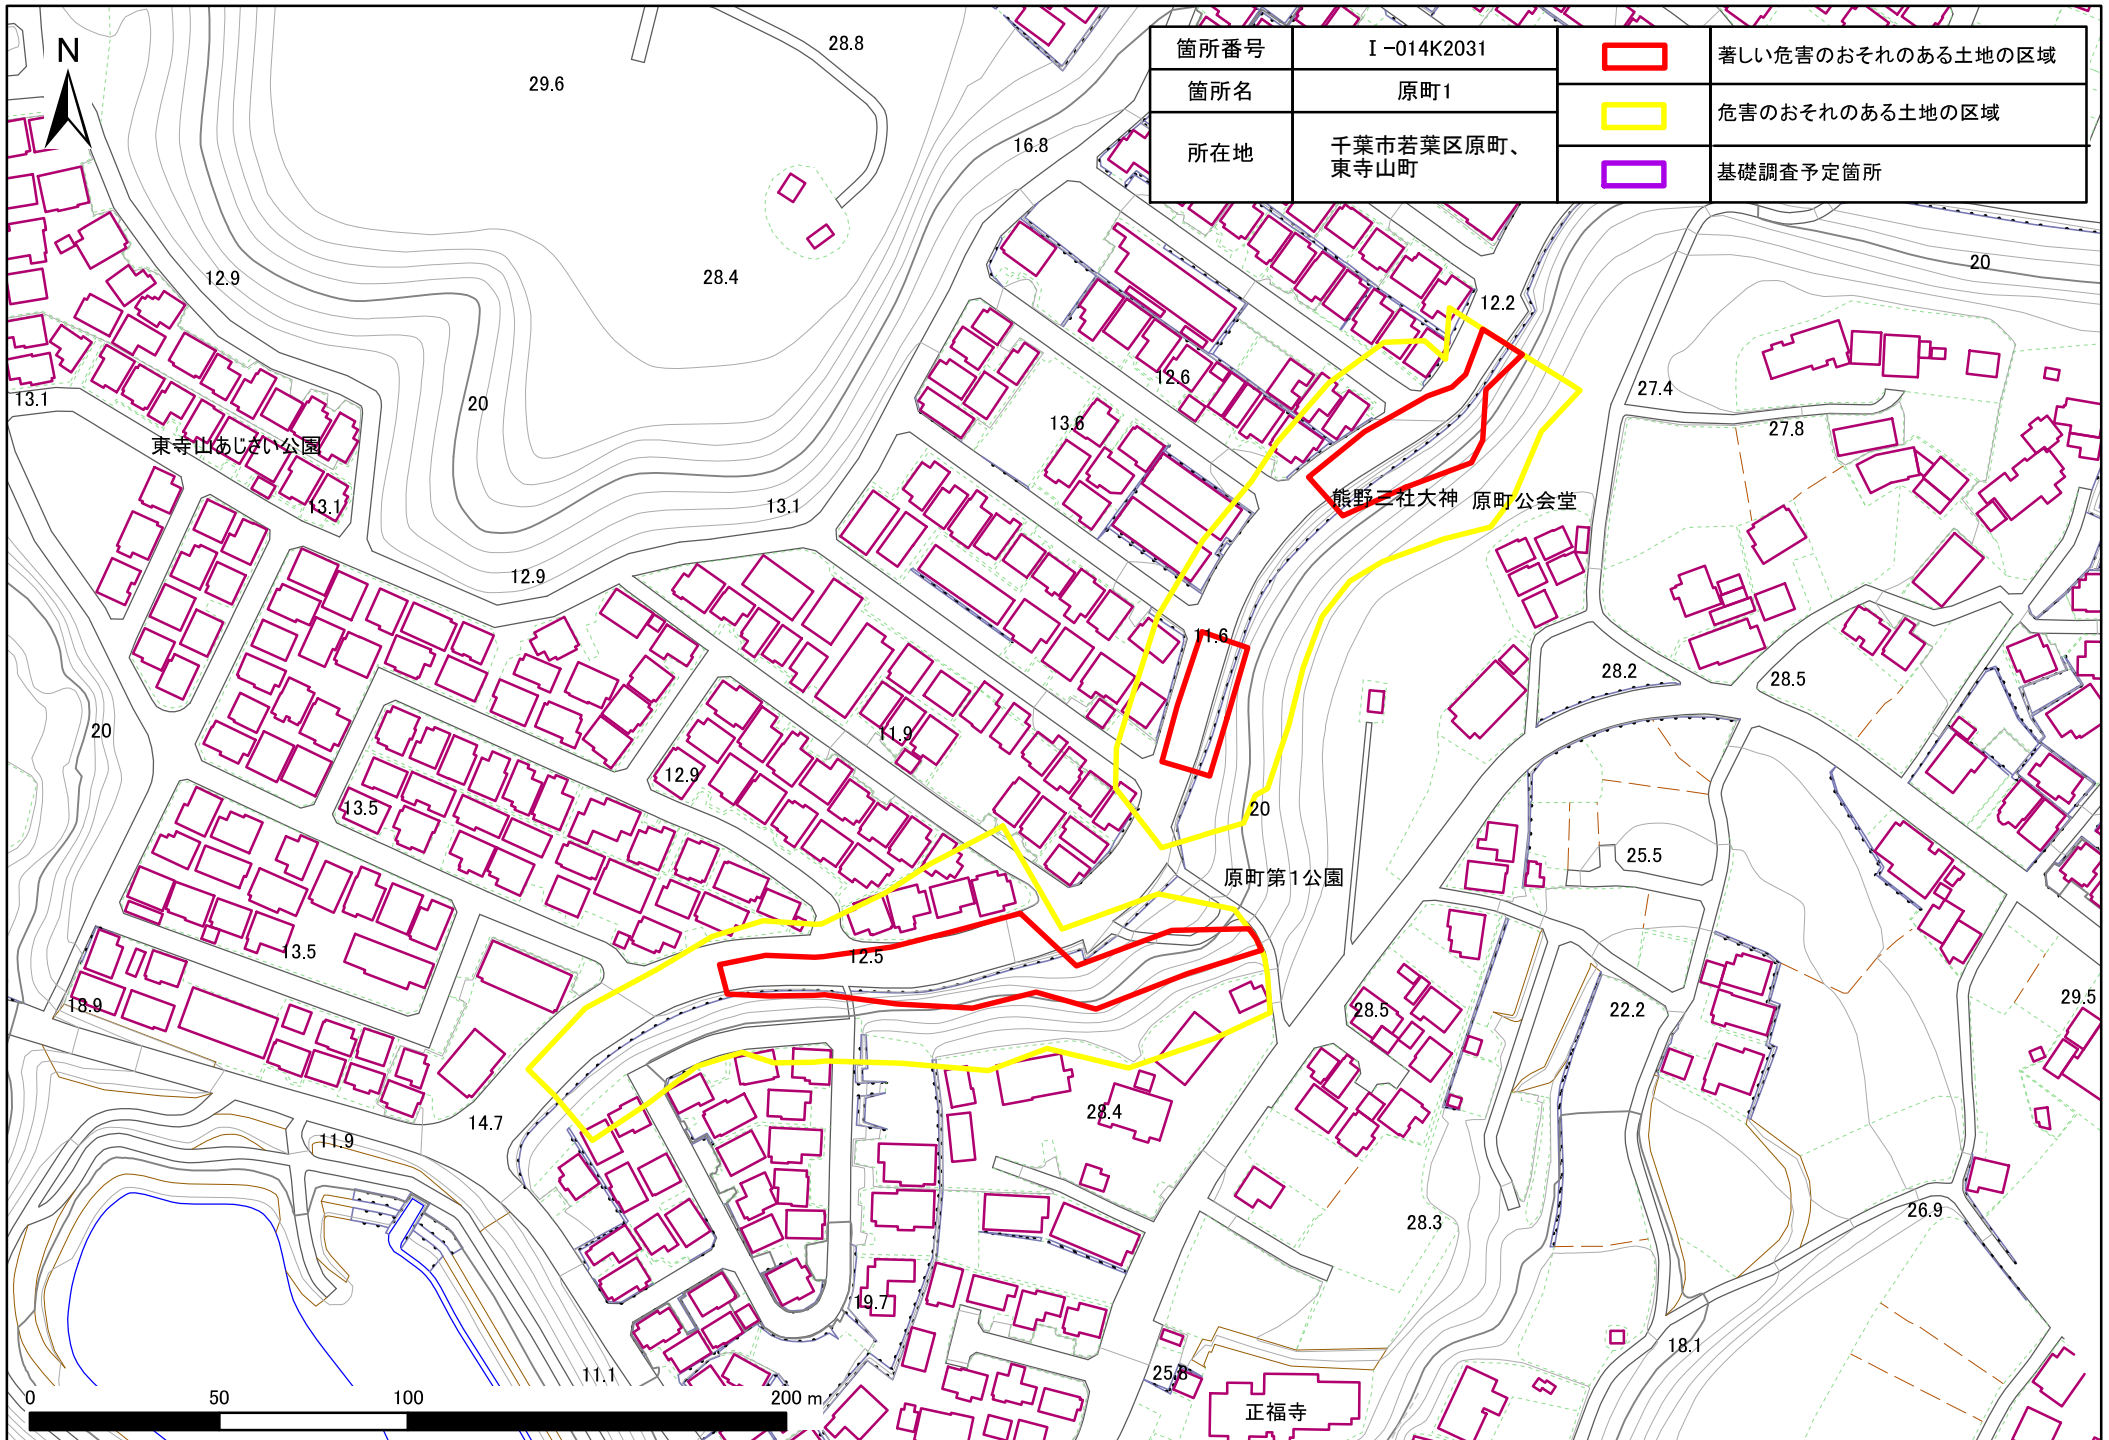 N
箇所番号 Ⅰ-014K2031
箇所名 原町1
所在地 千葉市若葉区原町、
東寺山町
著しい危害のおそれのある土地の区域
危害のおそれのある土地の区域
基礎調査予定箇所
28.8
29.6
16.8
12.9
28.4
20
12.2
20
12.6
27.4
13.1
13.6
27.8
東寺山あじさい公園
熊野三社大神
原町公会堂
13.1
13.1
12.9
11.6
28.2
28.5
20
11.9
12.9
13.5
20
25.5
原町第1公園
13.5
12.5
18.9
28.5
22.2
29.5
14.7
28.4
11.9
28.3
26.9
19.7
18.1
11.1
25.8
正福寺
0 50 100 200 m